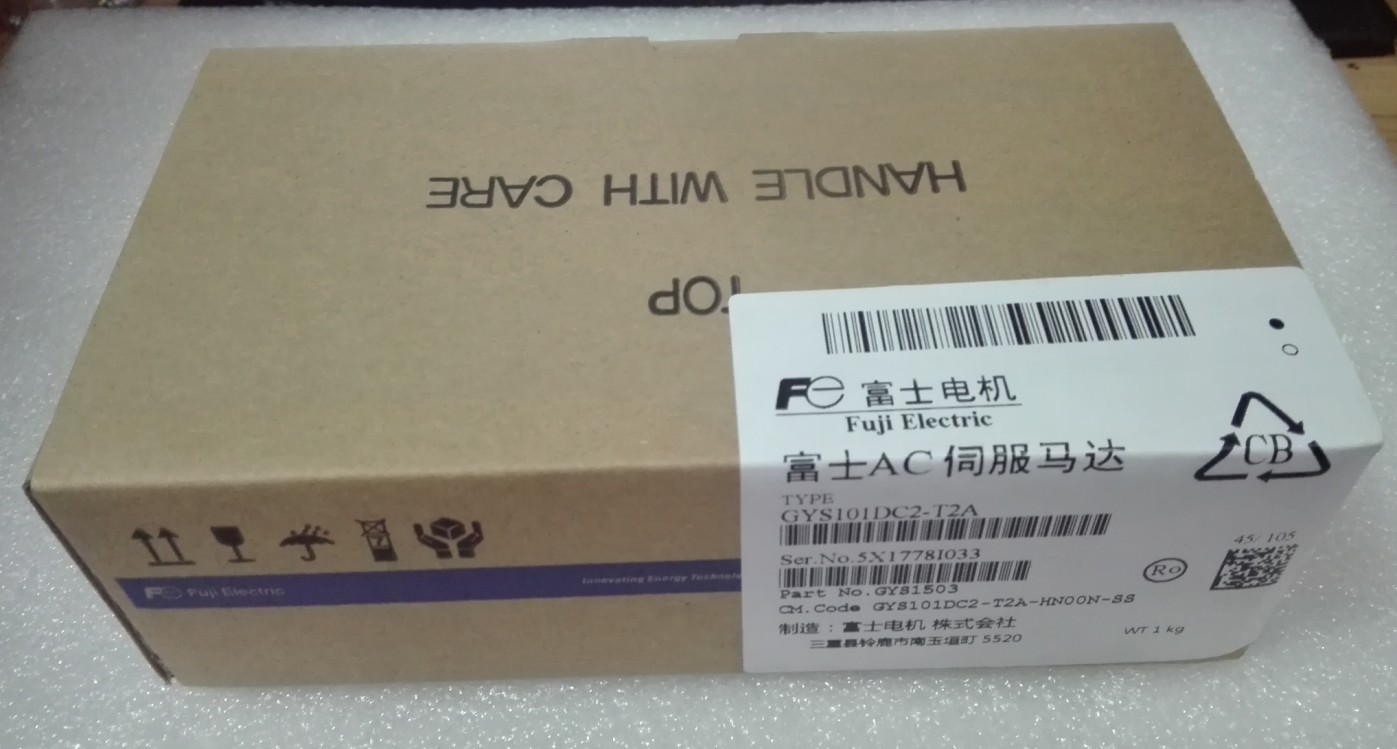 HANDLE WITH CARE
TOP
Fe 富士电机
Fuji Electric
富士AC 伺服马达
CB
TYPE
GYS101DC2-T2A
Ser.No.5X1778I033
Part No.GYS1503
CM.Code GYS101DC2-T2A-HN00N-SS
制造：富士电机 株式会社
三重县铃鹿市南玉垣町 5520
45/ 105
Ro
WT 1 kg
Fe Fuji Electric
Innovating Energy Technolo